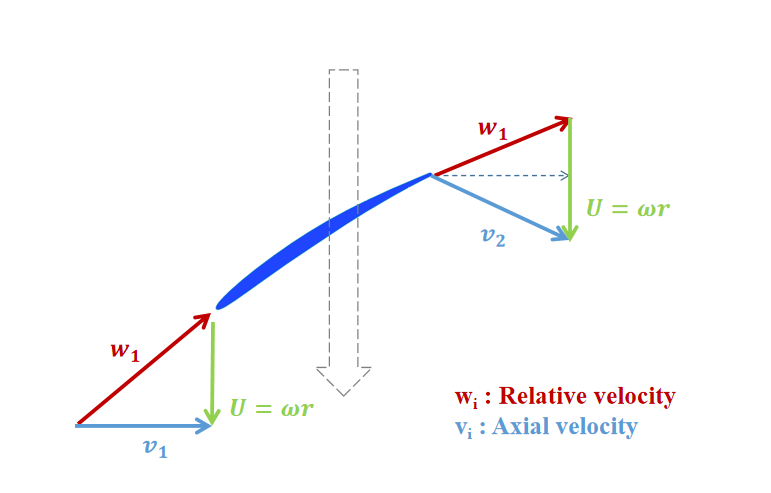 w₁
U = ωr
v₂
w₁
U = ωr
v₁
wᵢ : Relative velocity
vᵢ : Axial velocity